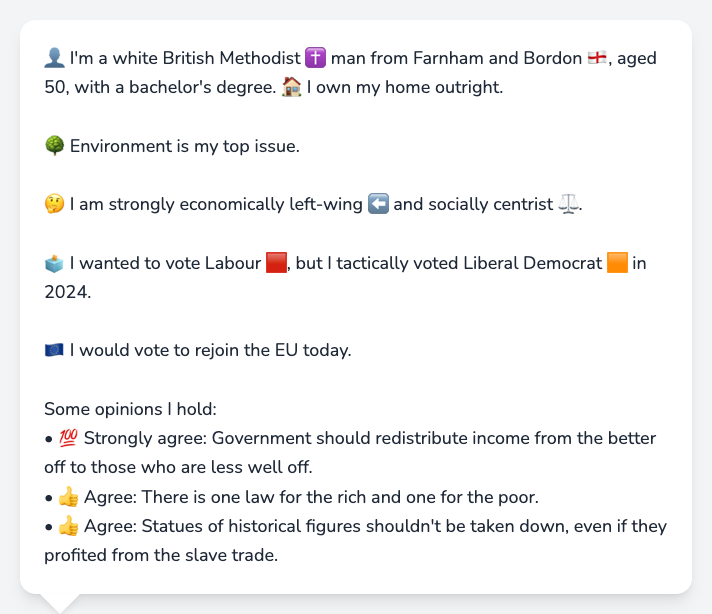 👤 I'm a white British Methodist ✝️ man from Farnham and Bordon 🏴󠁧󠁢󠁥󠁮󠁧󠁿, aged
50, with a bachelor's degree. 🏠 I own my home outright.
🌳 Environment is my top issue.
🤔 I am strongly economically left-wing ⬅️ and socially centrist ⚖️.
🗳️ I wanted to vote Labour 🟥, but I tactically voted Liberal Democrat 🟧 in
2024.
🇪🇺 I would vote to rejoin the EU today.
Some opinions I hold:
• 💯 Strongly agree: Government should redistribute income from the better
off to those who are less well off.
• 👍 Agree: There is one law for the rich and one for the poor.
• 👍 Agree: Statues of historical figures shouldn't be taken down, even if they
profited from the slave trade.